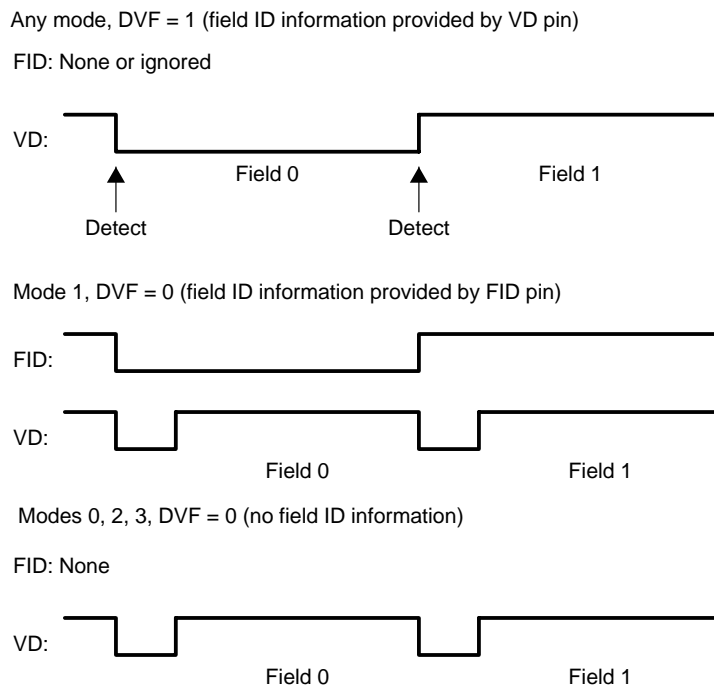 Any mode, DVF = 1 (field ID information provided by VD pin)
FID: None or ignored
VD:
Field 0 Field 1
Detect Detect
Mode 1, DVF = 0 (field ID information provided by FID pin)
FID:
VD:
Field 0 Field 1
Modes 0, 2, 3, DVF = 0 (no field ID information)
FID: None
VD:
Field 0 Field 1